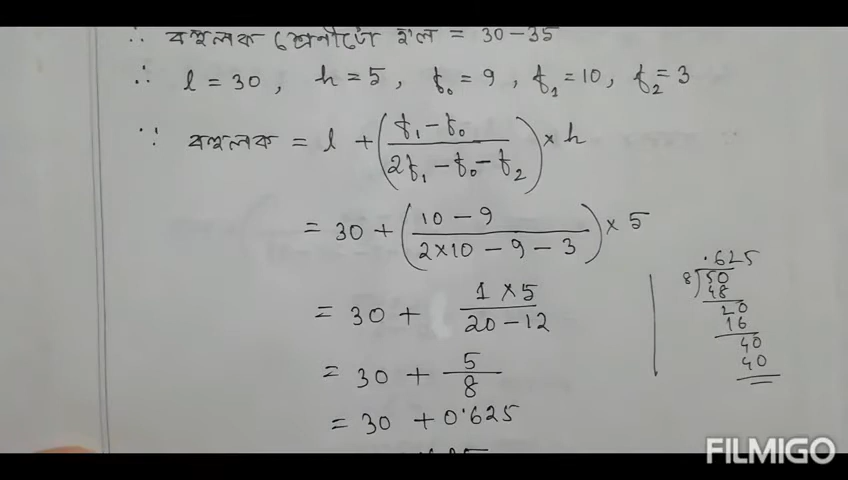 ∴ বহুলক শ্ৰেণীটো হ'ল = 30 – 35
∴ l = 30 , h = 5 , f₀ = 9 , f₁ = 10 , f₂ = 3
∵ বহুলক = l + ( (f₁ – f₀) / (2f₁ – f₀ – f₂) ) × h
= 30 + ( (10 – 9) / (2×10 – 9 – 3) ) × 5
= 30 + (1 × 5) / (20 – 12)
= 30 + 5/8
= 30 + 0.625
.625
8)50
48
20
16
40
40
FILMIGO